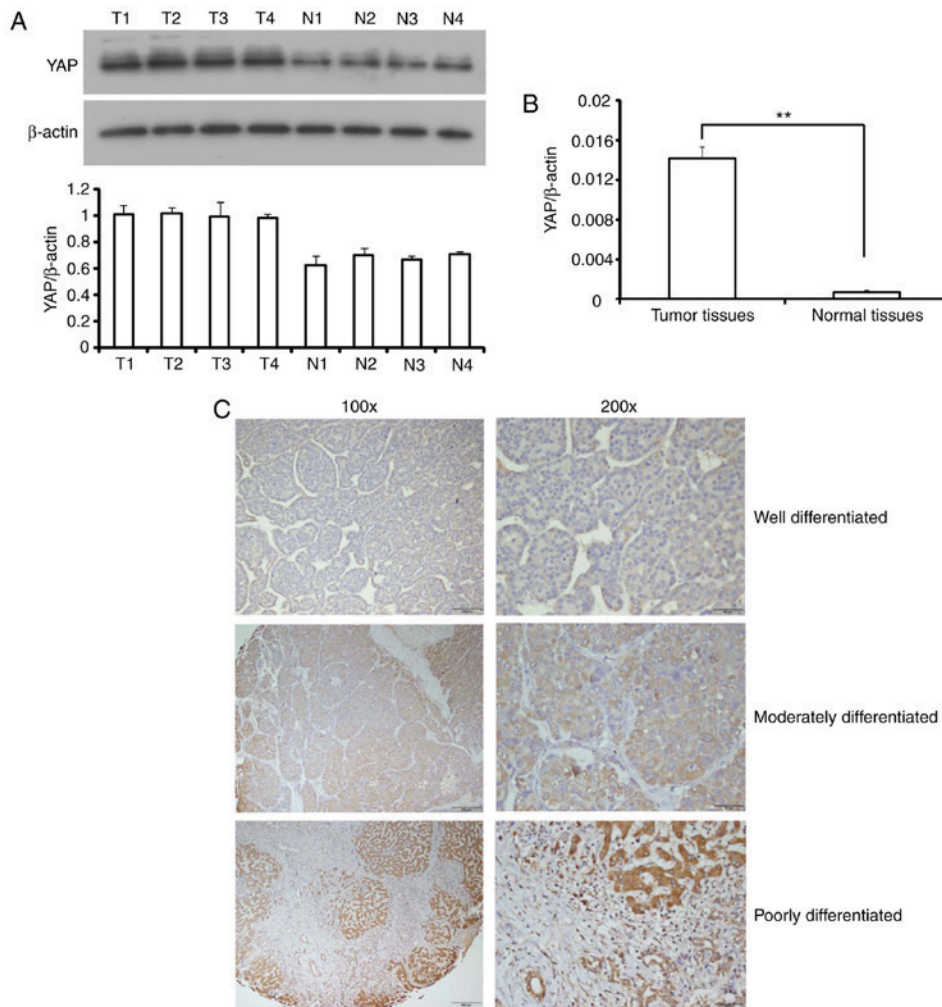 A
T1 T2 T3 T4 N1 N2 N3 N4
YAP
β-actin
YAP/β-actin
1.2
1
0.8
0.6
0.4
0.2
0
T1 T2 T3 T4 N1 N2 N3 N4
B
YAP/β-actin
0.02
0.016
0.012
0.008
0.004
0
**
Tumor tissues Normal tissues
C
100x 200x
Well differentiated
Moderately differentiated
Poorly differentiated